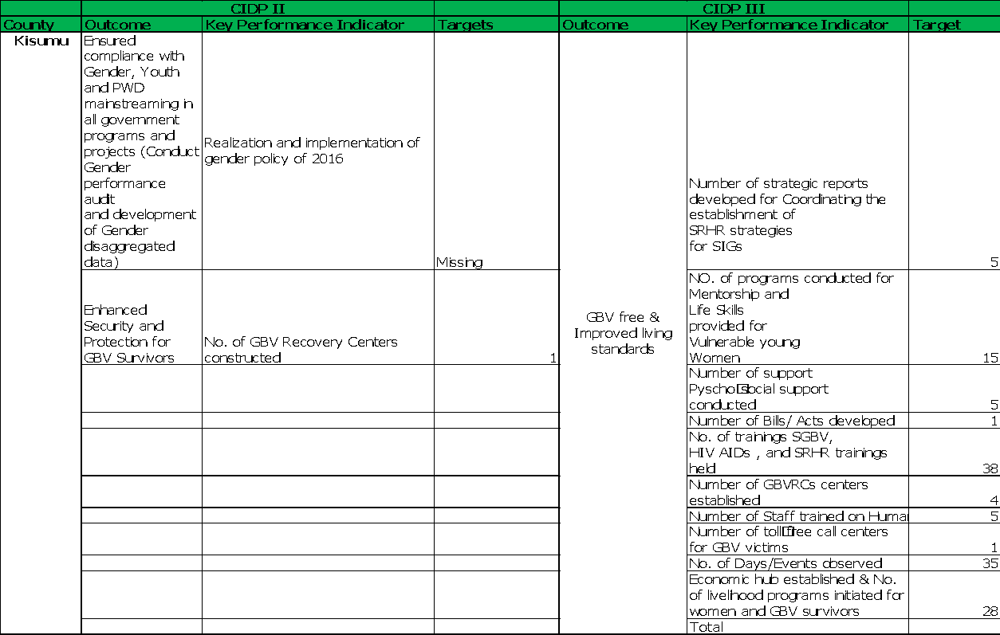 CIDP II CIDP III
County Outcome Key Performance Indicator Targets Outcome Key Performance Indicator Target
Kisumu
Ensured
compliance with
Gender, Youth
and PWD
mainstreaming in
all government
programs and
projects (Conduct
Gender
performance
audit
and development
of Gender
disaggregated
data)
Realization and implementation of
gender policy of 2016
Missing
Enhanced
Security and
Protection for
GBV Survivors
No. of GBV Recovery Centers
constructed
1
GBV free &
Improved living
standards
Number of strategic reports
developed for Coordinating the
establishment of
SRHR strategies
for SIGs
5
NO. of programs conducted for
Mentorship and
Life Skills
provided for
Vulnerable young
Women
15
Number of support
Pyscho□social support
conducted
5
Number of Bills/ Acts developed
1
No. of trainings SGBV,
HIV AIDs , and SRHR trainings
held
38
Number of GBVRCs centers
established
4
Number of Staff trained on Human
5
Number of toll□free call centers
for GBV victims
1
No. of Days/Events observed
35
Economic hub established & No.
of livelihood programs initiated for
women and GBV survivors
28
Total